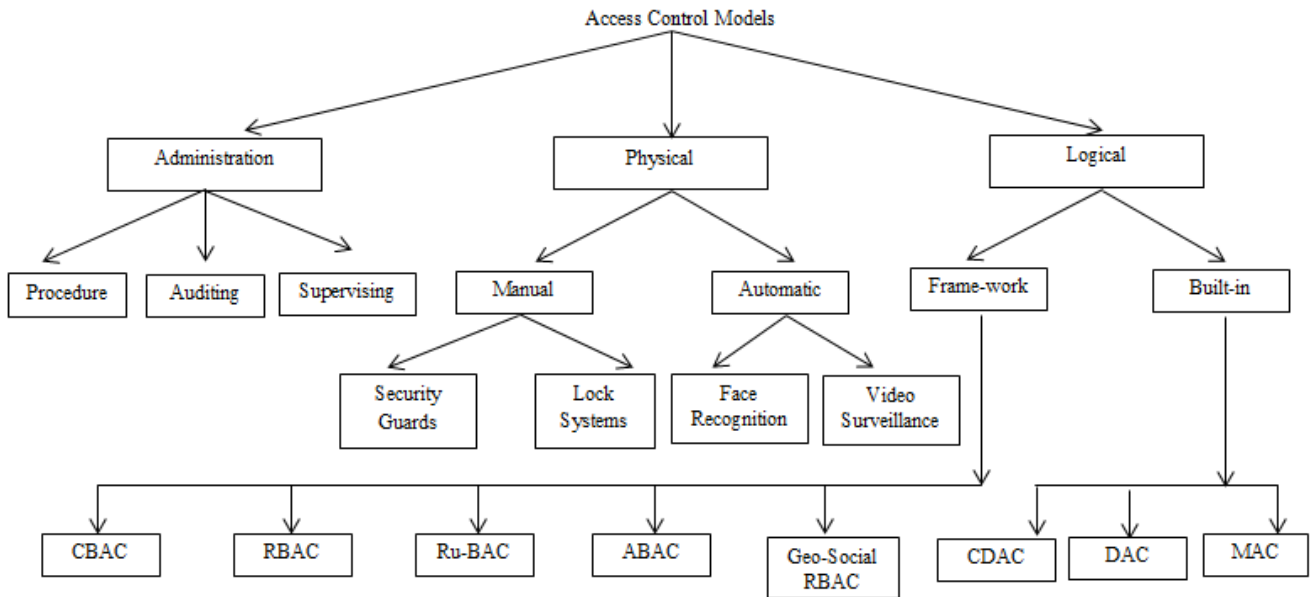 Access Control Models
Administration
Physical
Logical
Procedure
Auditing
Supervising
Manual
Automatic
Frame-work
Built-in
Security
Guards
Lock
Systems
Face
Recognition
Video
Surveillance
CBAC
RBAC
Ru-BAC
ABAC
Geo-Social
RBAC
CDAC
DAC
MAC